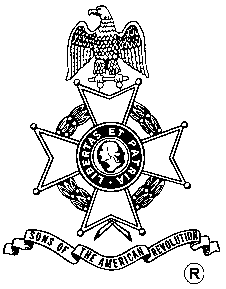 LIBERTAS ET PATRIA
SONS OF THE AMERICAN REVOLUTION
®